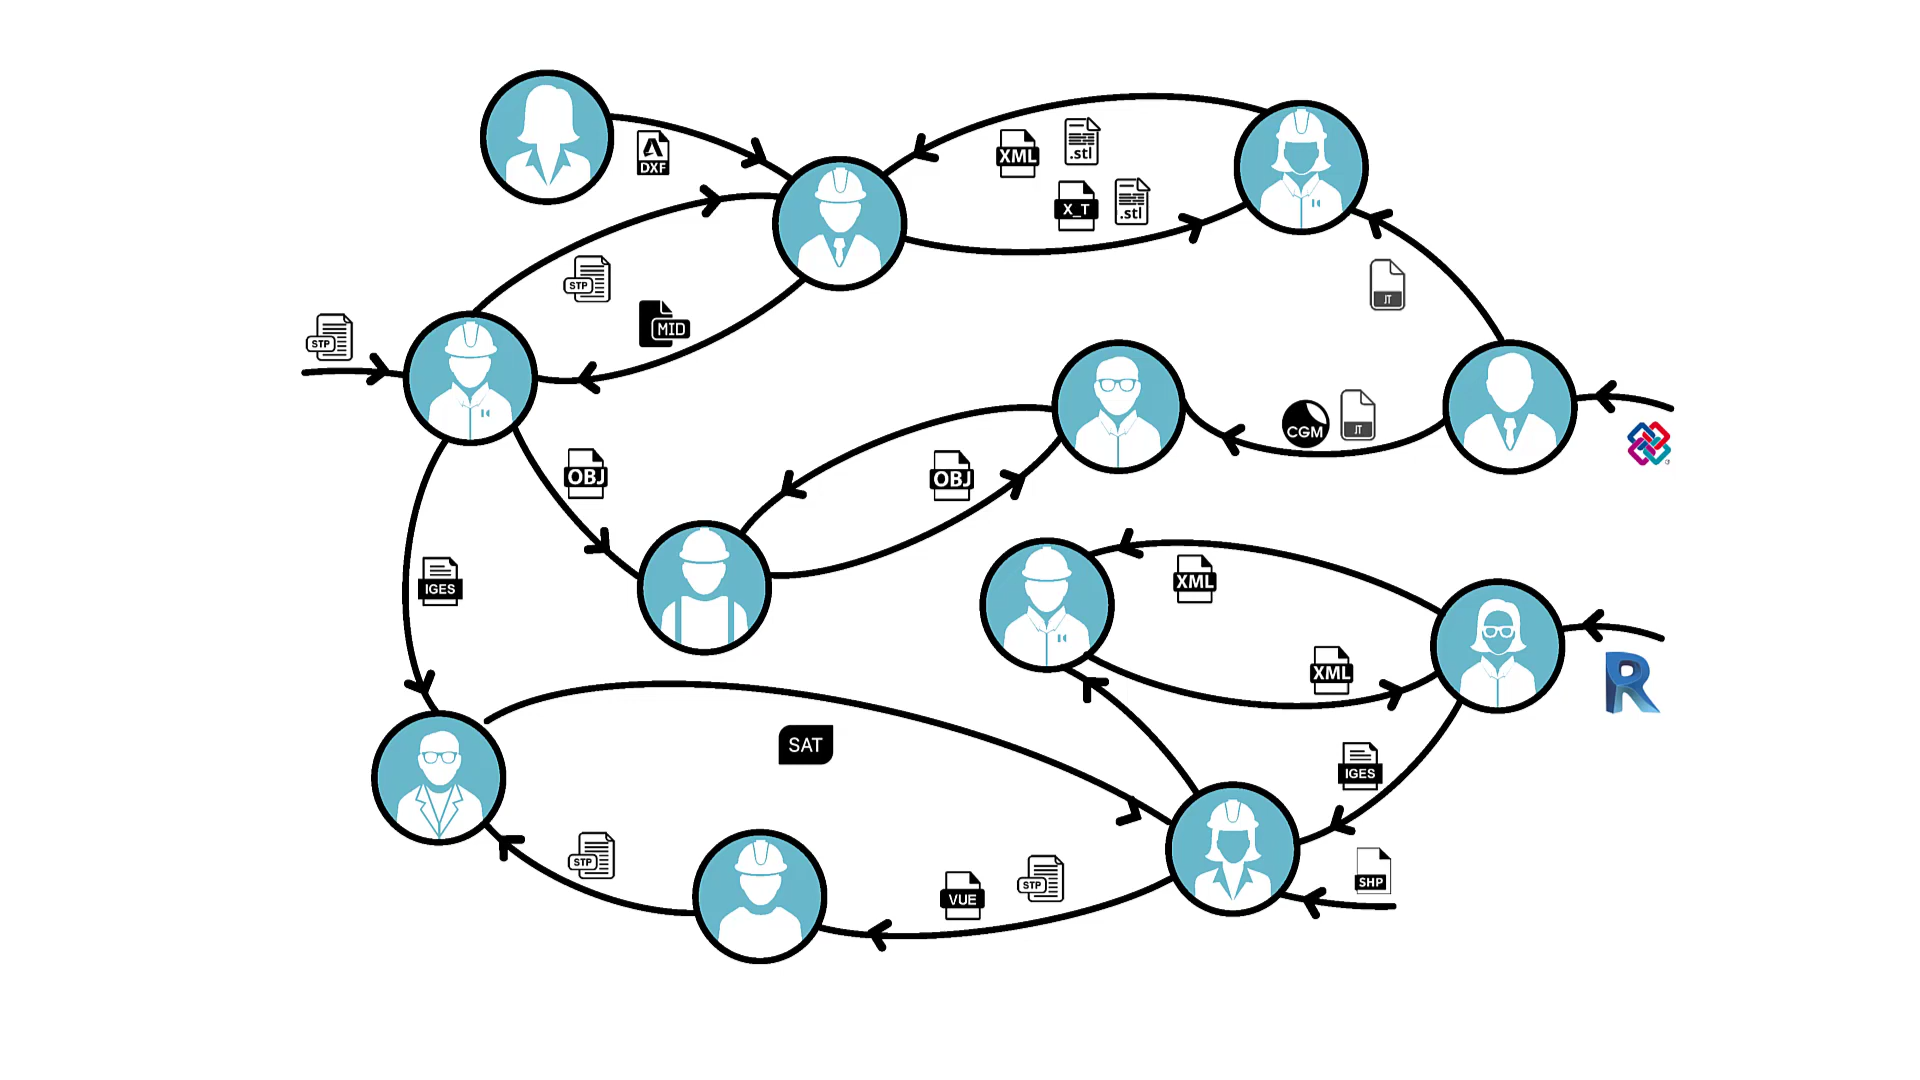 DXF
XML
.stl
X_T
.stl
STP
MID
STP
JT
CGM
JT
OBJ
OBJ
IGES
XML
XML
R
SAT
IGES
STP
VUE
STP
SHP